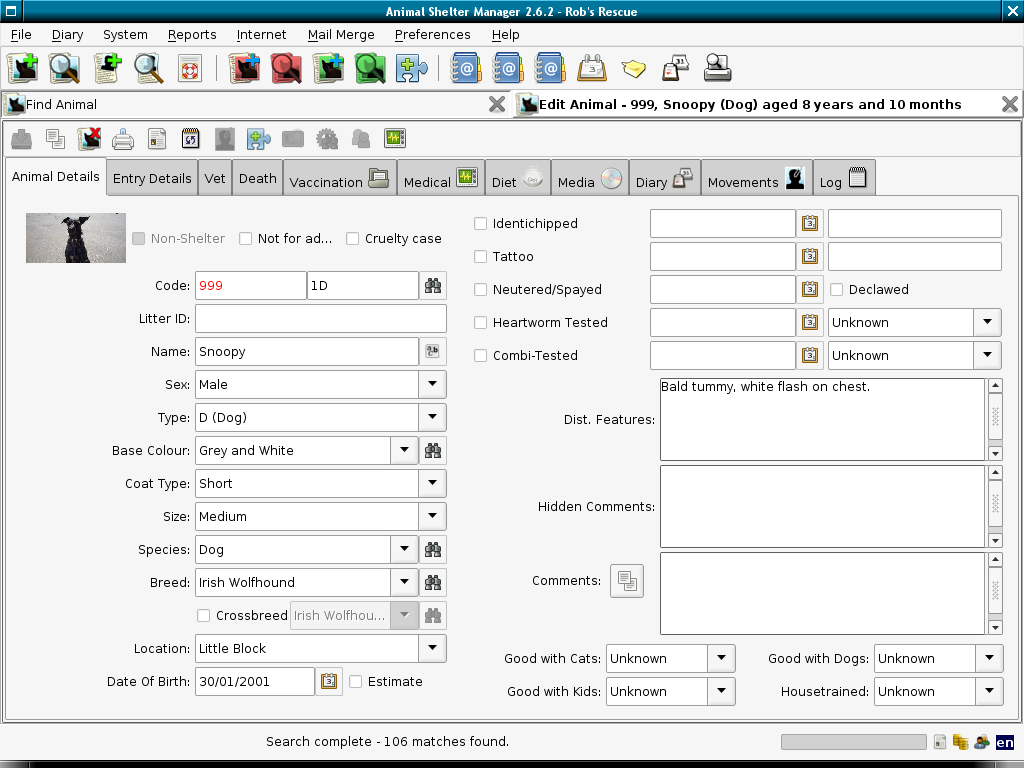 Animal Shelter Manager 2.6.2 - Rob's Rescue
File Diary System Reports Internet Mail Merge Preferences Help
Find Animal
Edit Animal - 999, Snoopy (Dog) aged 8 years and 10 months
Animal Details Entry Details Vet Death Vaccination Medical Diet Media Diary Movements Log
Non-Shelter Not for ad... Cruelty case
Code: 999 1D
Litter ID:
Name: Snoopy
Sex: Male
Type: D (Dog)
Base Colour: Grey and White
Coat Type: Short
Size: Medium
Species: Dog
Breed: Irish Wolfhound
Crossbreed Irish Wolfhou...
Location: Little Block
Date Of Birth: 30/01/2001 Estimate
Identichipped
Tattoo
Neutered/Spayed Declawed
Heartworm Tested Unknown
Combi-Tested Unknown
Dist. Features: Bald tummy, white flash on chest.
Hidden Comments:
Comments:
Good with Cats: Unknown Good with Dogs: Unknown
Good with Kids: Unknown Housetrained: Unknown
Search complete - 106 matches found.
en